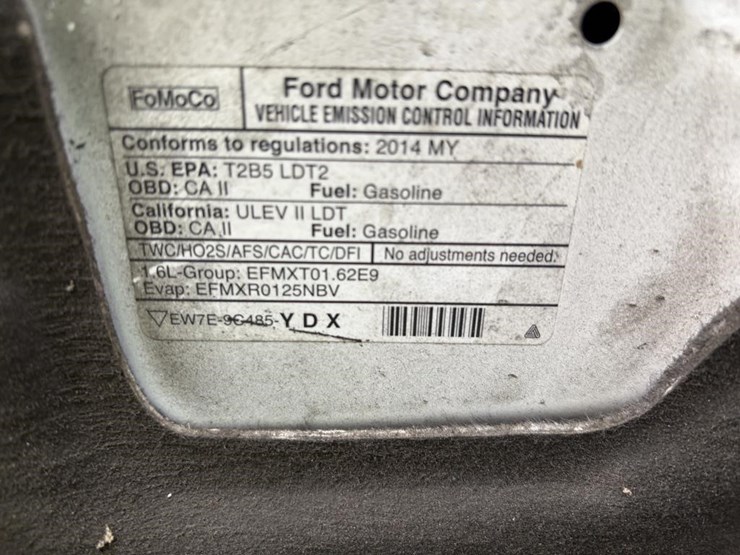 FoMoCo
Ford Motor Company
VEHICLE EMISSION CONTROL INFORMATION
Conforms to regulations: 2014 MY
U.S. EPA: T2B5 LDT2
OBD: CA II Fuel: Gasoline
California: ULEV II LDT
OBD: CA II Fuel: Gasoline
TWC/HO2S/AFS/CAC/TC/DFI No adjustments needed.
1.6L-Group: EFMXT01.62E9
Evap: EFMXR0125NBV
EW7E-9C485-YDX